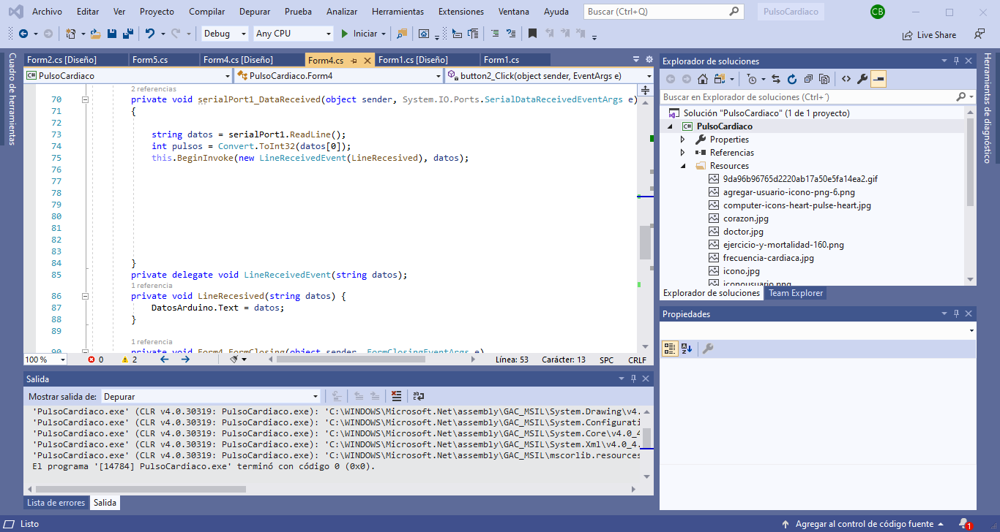 Archivo Editar Ver Proyecto Compilar Depurar Prueba Analizar Herramientas Extensiones Ventana Ayuda Buscar (Ctrl+Q) PulsoCardiaco CB
Debug Any CPU Iniciar Live Share
Cuadro de herramientas
Form2.cs [Diseño] Form5.cs Form4.cs [Diseño] Form4.cs Form1.cs [Diseño] Form1.cs
C# PulsoCardiaco PulsoCardiaco.Form4 button2_Click(object sender, EventArgs e)
2 referencias
70 private void serialPort1_DataReceived(object sender, System.IO.Ports.SerialDataReceivedEventArgs e)
71 {
72
73 string datos = serialPort1.ReadLine();
74 int pulsos = Convert.ToInt32(datos[0]);
75 this.BeginInvoke(new LineReceivedEvent(LineRecesived), datos);
76
77
78
79
80
81
82
83
84 }
85 private delegate void LineReceivedEvent(string datos);
1 referencia
86 private void LineRecesived(string datos) {
87 DatosArduino.Text = datos;
88 }
89
1 referencia
90 private void Form4_FormClosing(object sender, FormClosingEventArgs e)
100 % 0 2 Línea: 53 Carácter: 13 SPC CRLF
Salida
Mostrar salida de: Depurar
'PulsoCardiaco.exe' (CLR v4.0.30319: PulsoCardiaco.exe): 'C:\WINDOWS\Microsoft.Net\assembly\GAC_MSIL\System.Drawing\v4.
'PulsoCardiaco.exe' (CLR v4.0.30319: PulsoCardiaco.exe): 'C:\WINDOWS\Microsoft.Net\assembly\GAC_MSIL\System.Configurati
'PulsoCardiaco.exe' (CLR v4.0.30319: PulsoCardiaco.exe): 'C:\WINDOWS\Microsoft.Net\assembly\GAC_MSIL\System.Core\v4.0_4
'PulsoCardiaco.exe' (CLR v4.0.30319: PulsoCardiaco.exe): 'C:\WINDOWS\Microsoft.Net\assembly\GAC_MSIL\System.Xml\v4.0_4.
'PulsoCardiaco.exe' (CLR v4.0.30319: PulsoCardiaco.exe): 'C:\WINDOWS\Microsoft.Net\assembly\GAC_MSIL\mscorlib.resources
El programa '[14784] PulsoCardiaco.exe' terminó con código 0 (0x0).
Lista de errores Salida
Explorador de soluciones
Buscar en Explorador de soluciones (Ctrl+´)
Solución "PulsoCardiaco" (1 de 1 proyecto)
C# PulsoCardiaco
Properties
Referencias
Resources
9da96b96765d2220ab17a50e5fa14ea2.gif
agregar-usuario-icono-png-6.png
computer-icons-heart-pulse-heart.jpg
corazon.jpg
doctor.jpg
ejercicio-y-mortalidad-160.png
frecuencia-cardiaca.jpg
icono.jpg
iconousuario.png
Explorador de soluciones Team Explorer
Propiedades
Herramientas de diagnóstico
Listo Agregar al control de código fuente 1